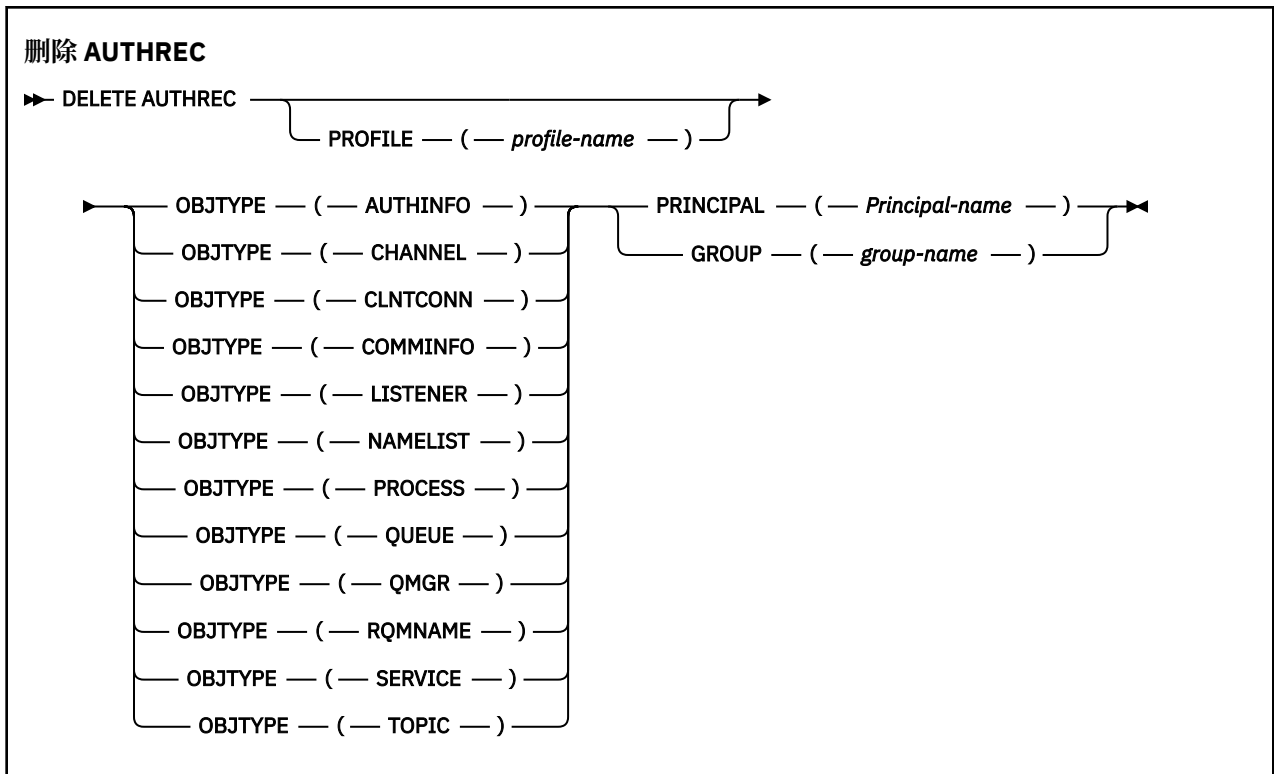 删除 AUTHREC
DELETE AUTHREC
PROFILE ( profile-name )
OBJTYPE ( AUTHINFO ) PRINCIPAL ( Principal-name )
OBJTYPE ( CHANNEL ) GROUP ( group-name )
OBJTYPE ( CLNTCONN )
OBJTYPE ( COMMINFO )
OBJTYPE ( LISTENER )
OBJTYPE ( NAMELIST )
OBJTYPE ( PROCESS )
OBJTYPE ( QUEUE )
OBJTYPE ( QMGR )
OBJTYPE ( RQMNAME )
OBJTYPE ( SERVICE )
OBJTYPE ( TOPIC )